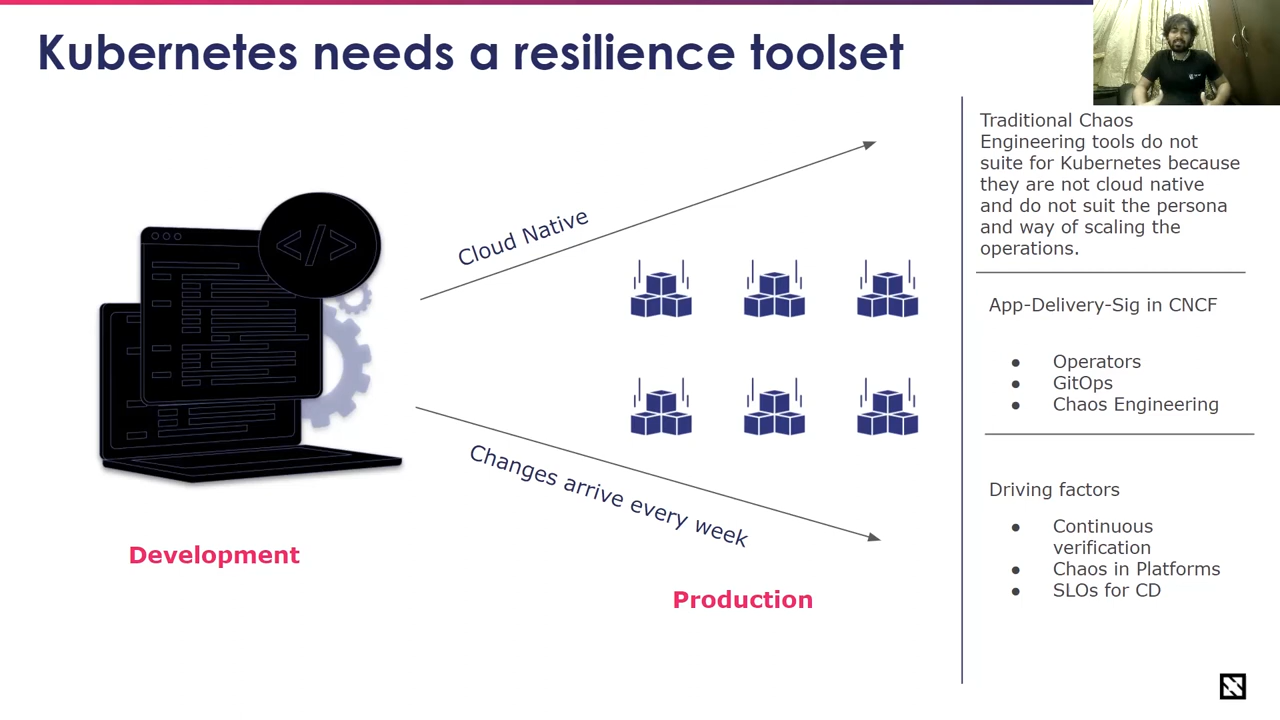 Kubernetes needs a resilience toolset
Cloud Native
Changes arrive every week
Development
Production
Traditional Chaos
Engineering tools do not
suite for Kubernetes because
they are not cloud native
and do not suit the persona
and way of scaling the
operations.
App-Delivery-Sig in CNCF
● Operators
● GitOps
● Chaos Engineering
Driving factors
● Continuous
verification
● Chaos in Platforms
● SLOs for CD